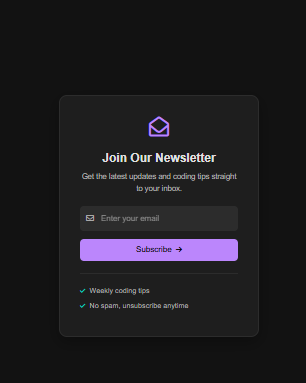 Join Our Newsletter
Get the latest updates and coding tips straight
to your inbox.
Enter your email
Subscribe →
Weekly coding tips
No spam, unsubscribe anytime